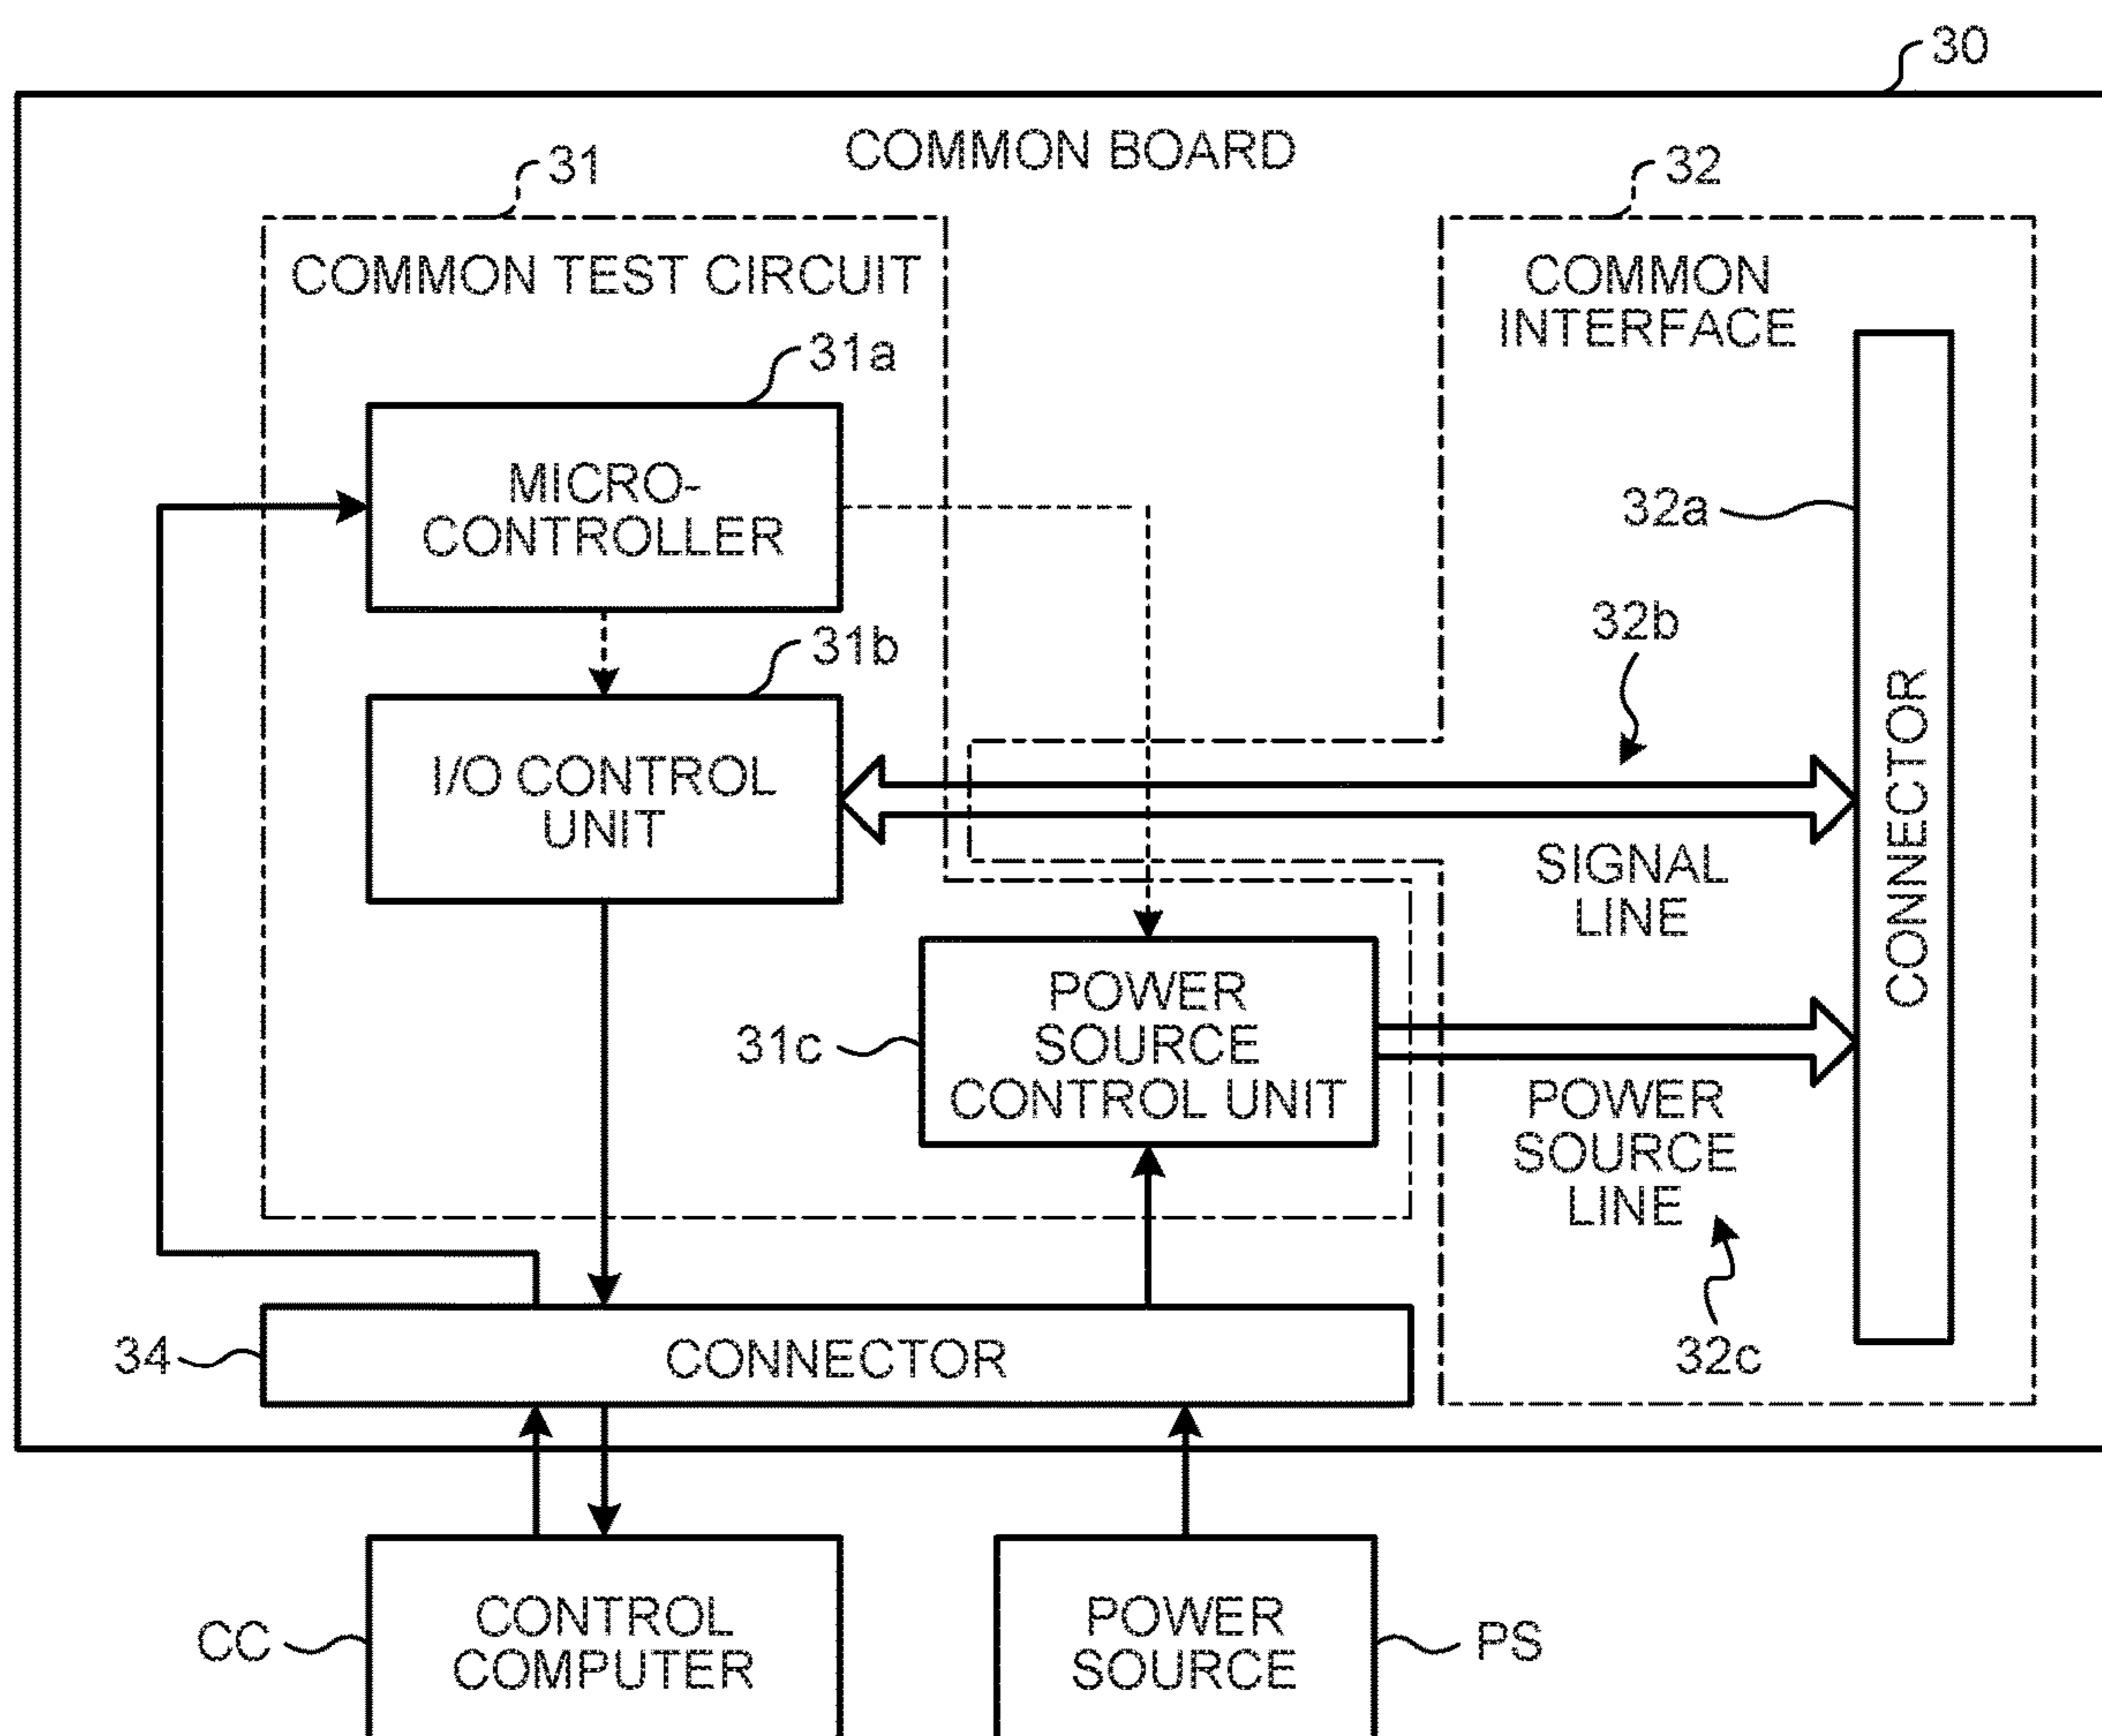 30
COMMON BOARD
31
32
COMMON TEST CIRCUIT
COMMON
INTERFACE
31a
MICRO-
CONTROLLER
32a
32b
31b
I/O CONTROL
UNIT
SIGNAL
LINE
CONNECTOR
31c
POWER
SOURCE
CONTROL UNIT
POWER
SOURCE
LINE
32c
34
CONNECTOR
CC
CONTROL
COMPUTER
POWER
SOURCE
PS